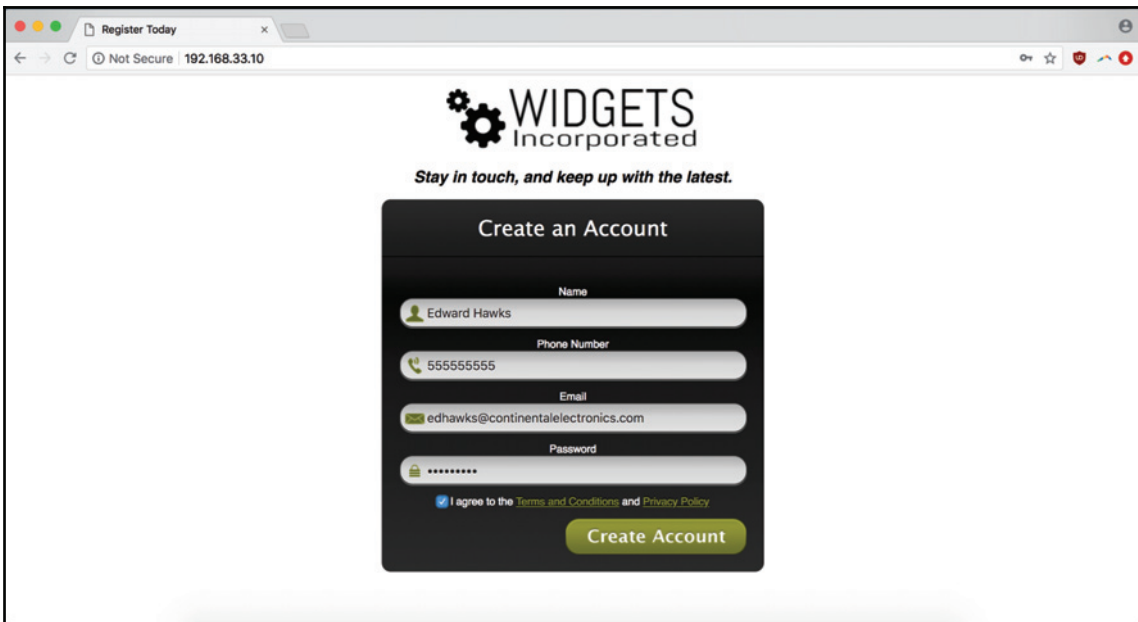 Register Today
Not Secure 192.168.33.10
WIDGETS
Incorporated
Stay in touch, and keep up with the latest.
Create an Account
Name
Edward Hawks
Phone Number
555555555
Email
edhawks@continentalelectronics.com
Password
•••••••••
I agree to the Terms and Conditions and Privacy Policy
Create Account